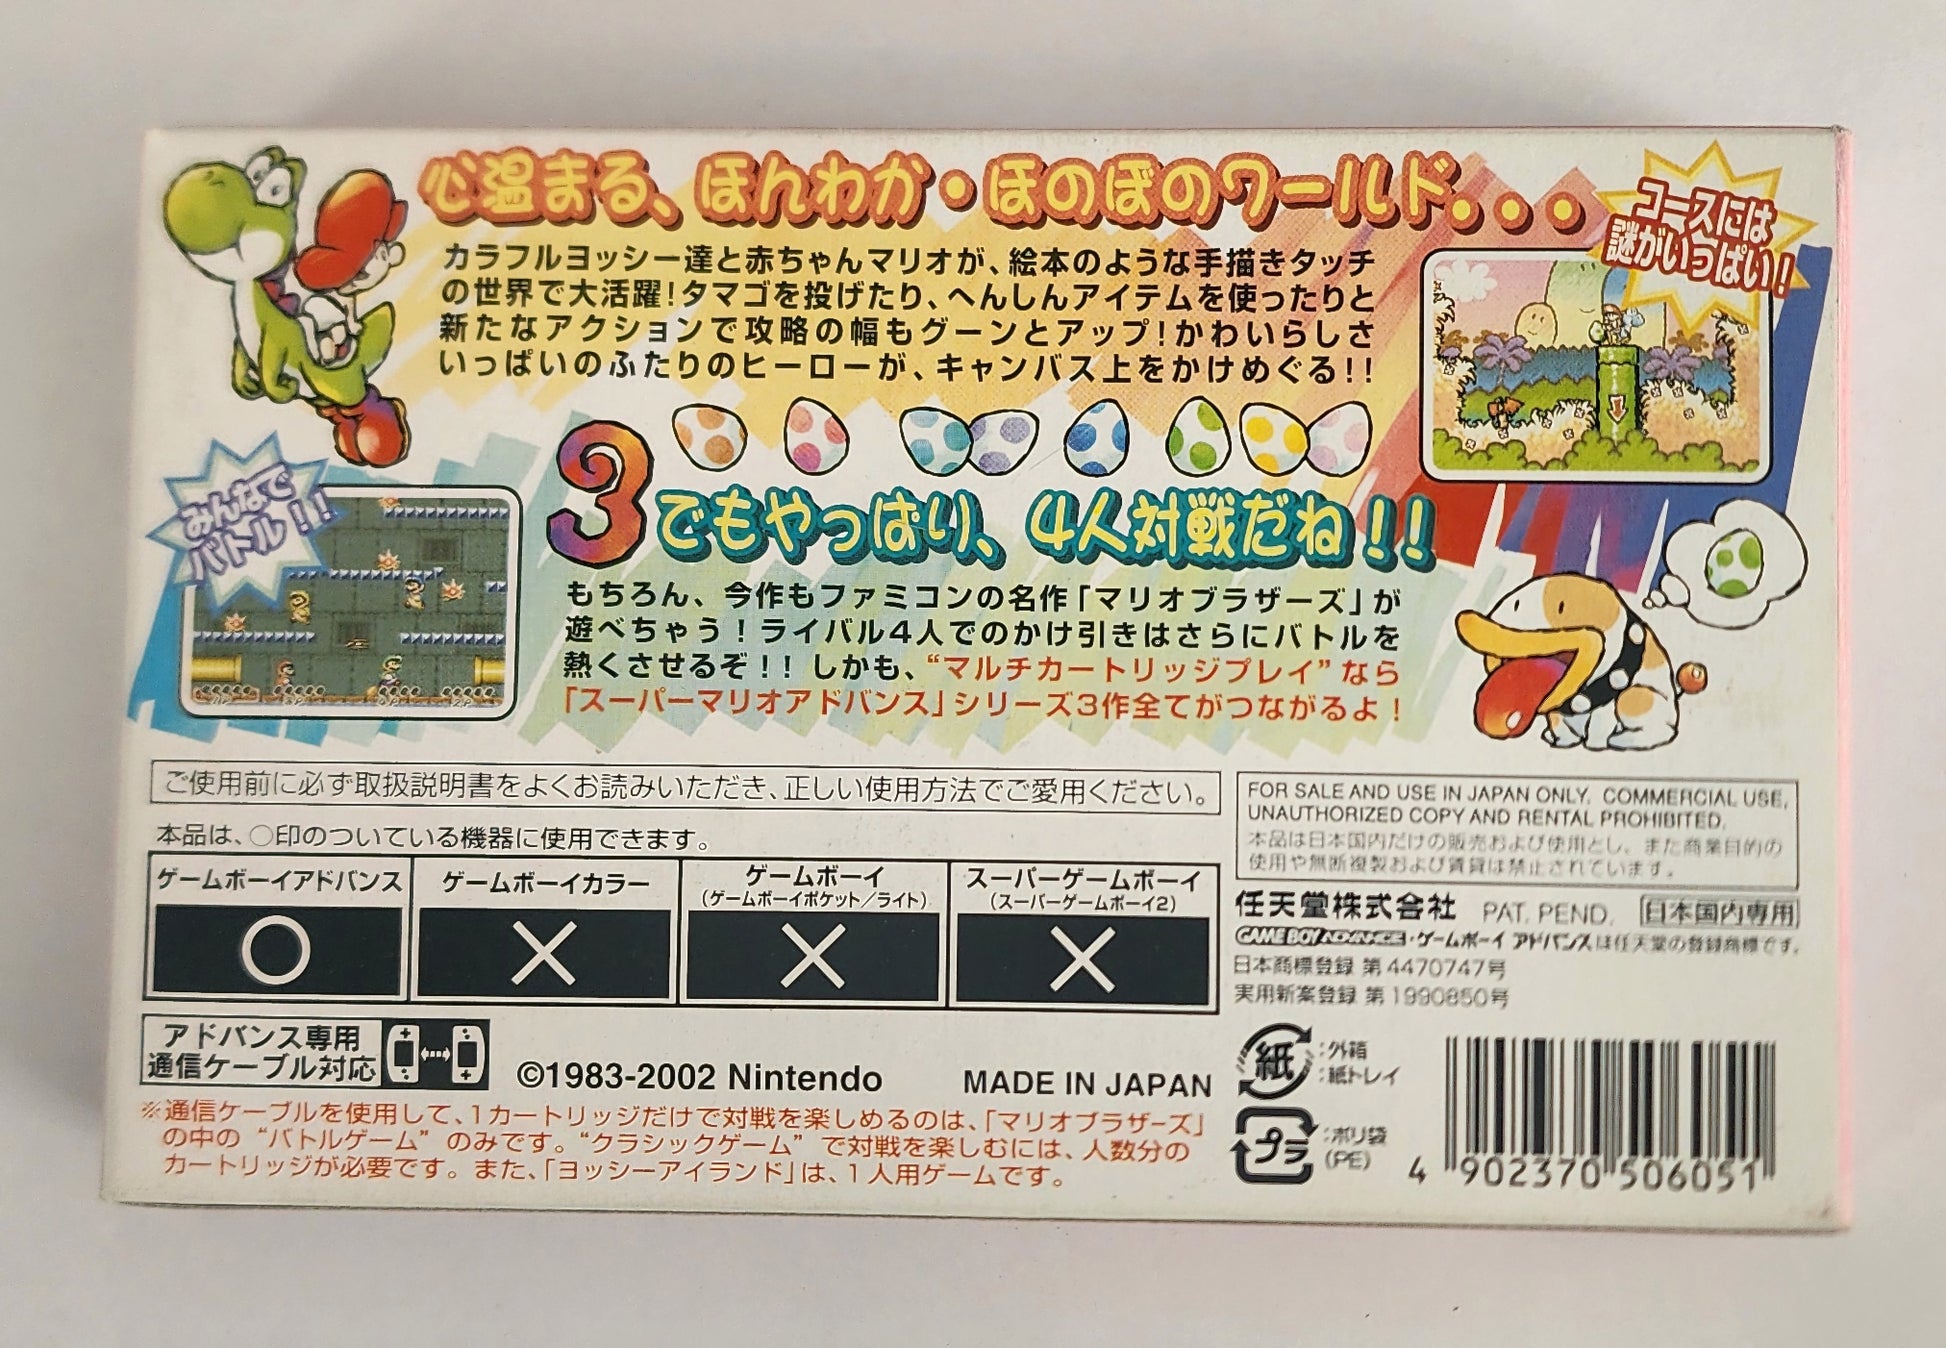 心温まる、ほんわか・ほのぼのワールド...
カラフルヨッシー達と赤ちゃんマリオが、絵本のような手描きタッチ
の世界で大活躍!タマゴを投げたり、へんしんアイテムを使ったりと
新たなアクションで攻略の幅もグーンとアップ!かわいらしさ
いっぱいのふたりのヒーローが、キャンバス上をかけめぐる!!
コースには
謎がいっぱい!
みんなで
バトル!!
3でもやっぱり、4人対戦だね!!
もちろん、今作もファミコンの名作「マリオブラザーズ」が
遊べちゃう!ライバル4人でのかけ引きはさらにバトルを
熱くさせるぞ!!しかも、“マルチカートリッジプレイ”なら
「スーパーマリオアドバンス」シリーズ3作全てがつながるよ!
ご使用前に必ず取扱説明書をよくお読みいただき、正しい使用方法でご愛用ください。
本品は、○印のついている機器に使用できます。
ゲームボーイアドバンス
○
ゲームボーイカラー
×
ゲームボーイ
(ゲームボーイポケット/ライト)
×
スーパーゲームボーイ
(スーパーゲームボーイ2)
×
アドバンス専用
通信ケーブル対応
©1983-2002 Nintendo
MADE IN JAPAN
※通信ケーブルを使用して、1カートリッジだけで対戦を楽しめるのは、「マリオブラザーズ」
の中の“バトルゲーム”のみです。“クラシックゲーム”で対戦を楽しむには、人数分の
カートリッジが必要です。また、「ヨッシーアイランド」は、1人用ゲームです。
FOR SALE AND USE IN JAPAN ONLY. COMMERCIAL USE,
UNAUTHORIZED COPY AND RENTAL PROHIBITED.
本品は日本国内だけの販売および使用とし、また商業目的の
使用や無断複製および賃貸は禁止されています。
任天堂株式会社 PAT. PEND. 日本国内専用
GAME BOY ADVANCE・ゲームボーイ アドバンスは任天堂の登録商標です。
日本商標登録 第4470747号
実用新案登録 第1990850号
紙
:外箱
:紙トレイ
プラ
:ポリ袋
(PE)
4 902370 506051